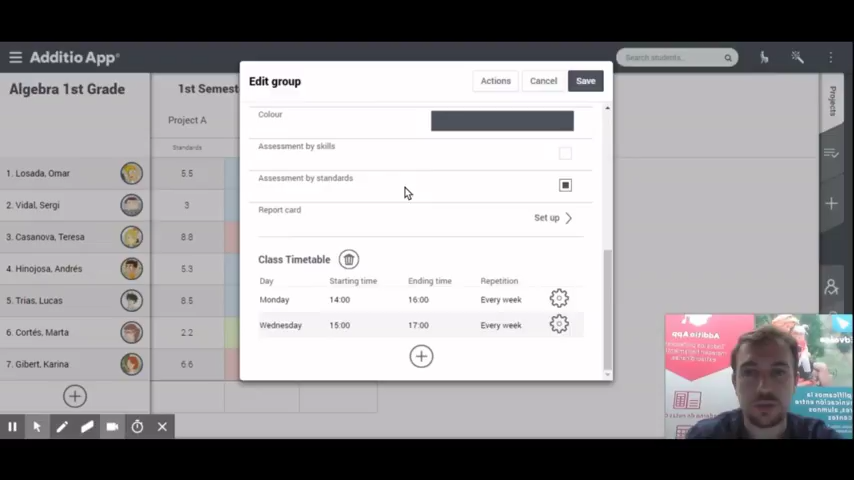 Additio App®
Search students...
Algebra 1st Grade
1st Semest
Project A
Standards
1. Losada, Omar
5.5
2. Vidal, Sergi
3
3. Casanova, Teresa
8.8
4. Hinojosa, Andrés
5.3
5. Trias, Lucas
8.5
6. Cortés, Marta
2.2
7. Gibert, Karina
6.6
Edit group
Actions
Cancel
Save
Colour
Assessment by skills
Assessment by standards
Report card
Set up
Class Timetable
Day
Starting time
Ending time
Repetition
Monday
14:00
16:00
Every week
Wednesday
15:00
17:00
Every week
Projects
Additio App